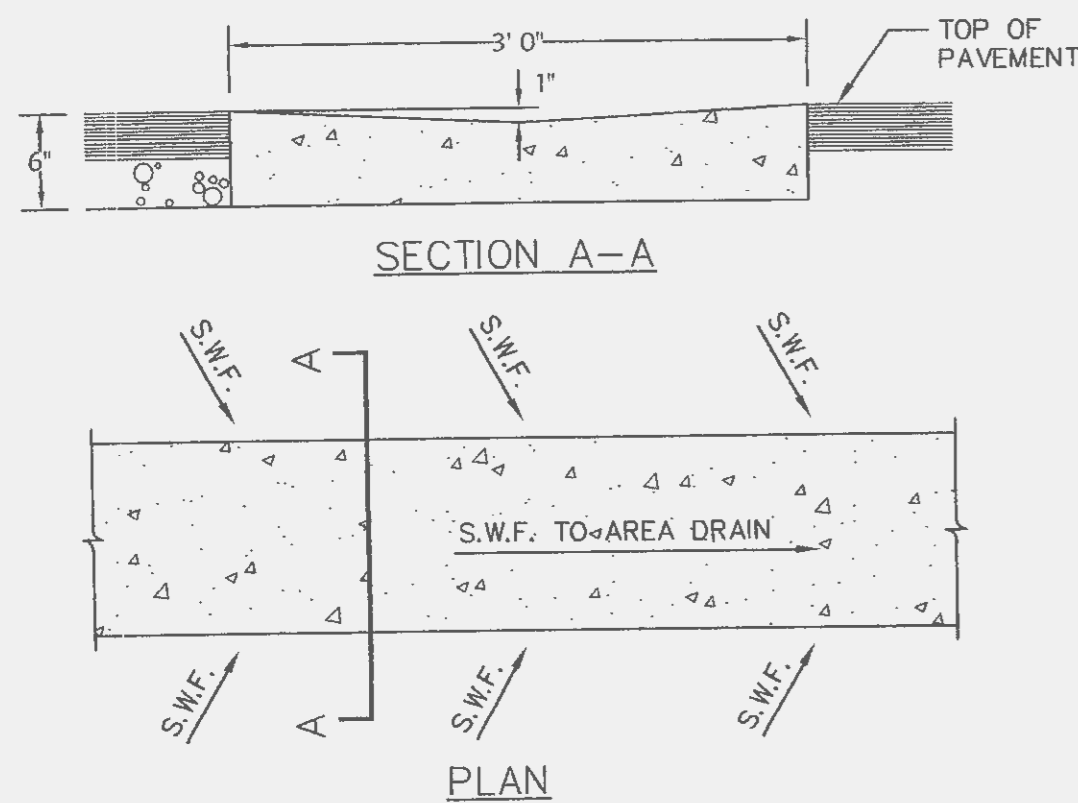 3' 0"
TOP OF
PAVEMENT
1"
6"
SECTION A-A
S.W.F.
S.W.F.
S.W.F.
A
S.W.F. TO AREA DRAIN
S.W.F.
A
S.W.F.
S.W.F.
PLAN